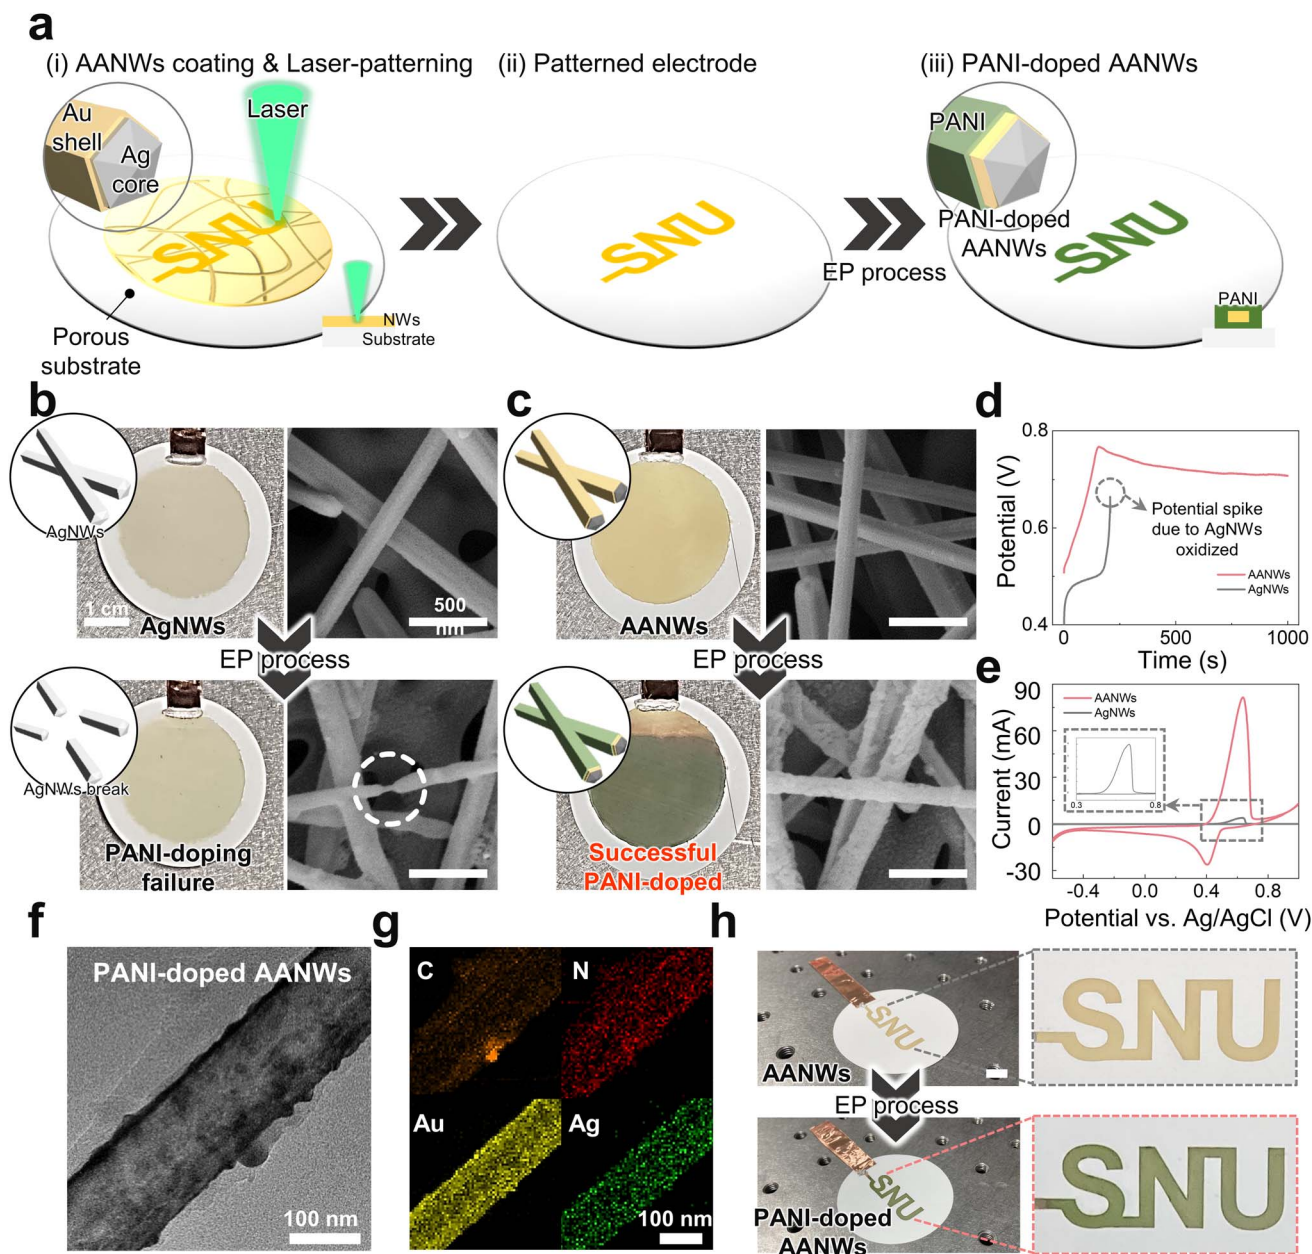 a
(i) AANWs coating & Laser-patterning
(ii) Patterned electrode
(iii) PANI-doped AANWs
Au
shell
Ag
core
Laser
SNU
Porous
substrate
NWs
Substrate
SNU
EP process
PANI
PANI-doped
AANWs
SNU
PANI
b
AgNWs
1 cm
AgNWs
500
nm
EP process
AgNWs break
PANI-doping
failure
c
AANWs
EP process
Successful
PANI-doped
d
Potential (V)
0.8
0.6
0.4
Potential spike
due to AgNWs
oxidized
AANWs
AgNWs
0
500
1000
Time (s)
e
Current (mA)
90
60
30
0
-30
AANWs
AgNWs
0.3
0.8
-0.4
0.0
0.4
0.8
Potential vs. Ag/AgCl (V)
f
PANI-doped AANWs
100 nm
g
C
N
Au
Ag
100 nm
h
SNU
AANWs
SNU
EP process
SNU
PANI-doped
AANWs
SNU